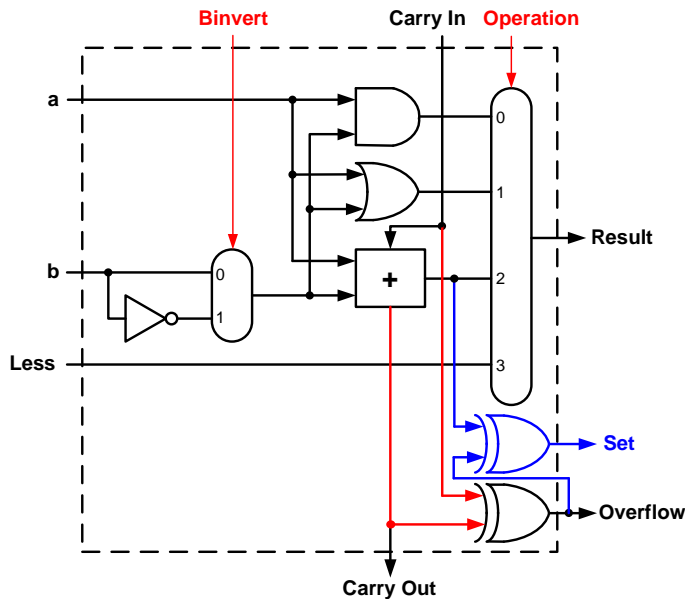 Binvert
Carry In
Operation
a
0
1
b
0
+
2
Result
1
Less
3
Set
Overflow
Carry Out